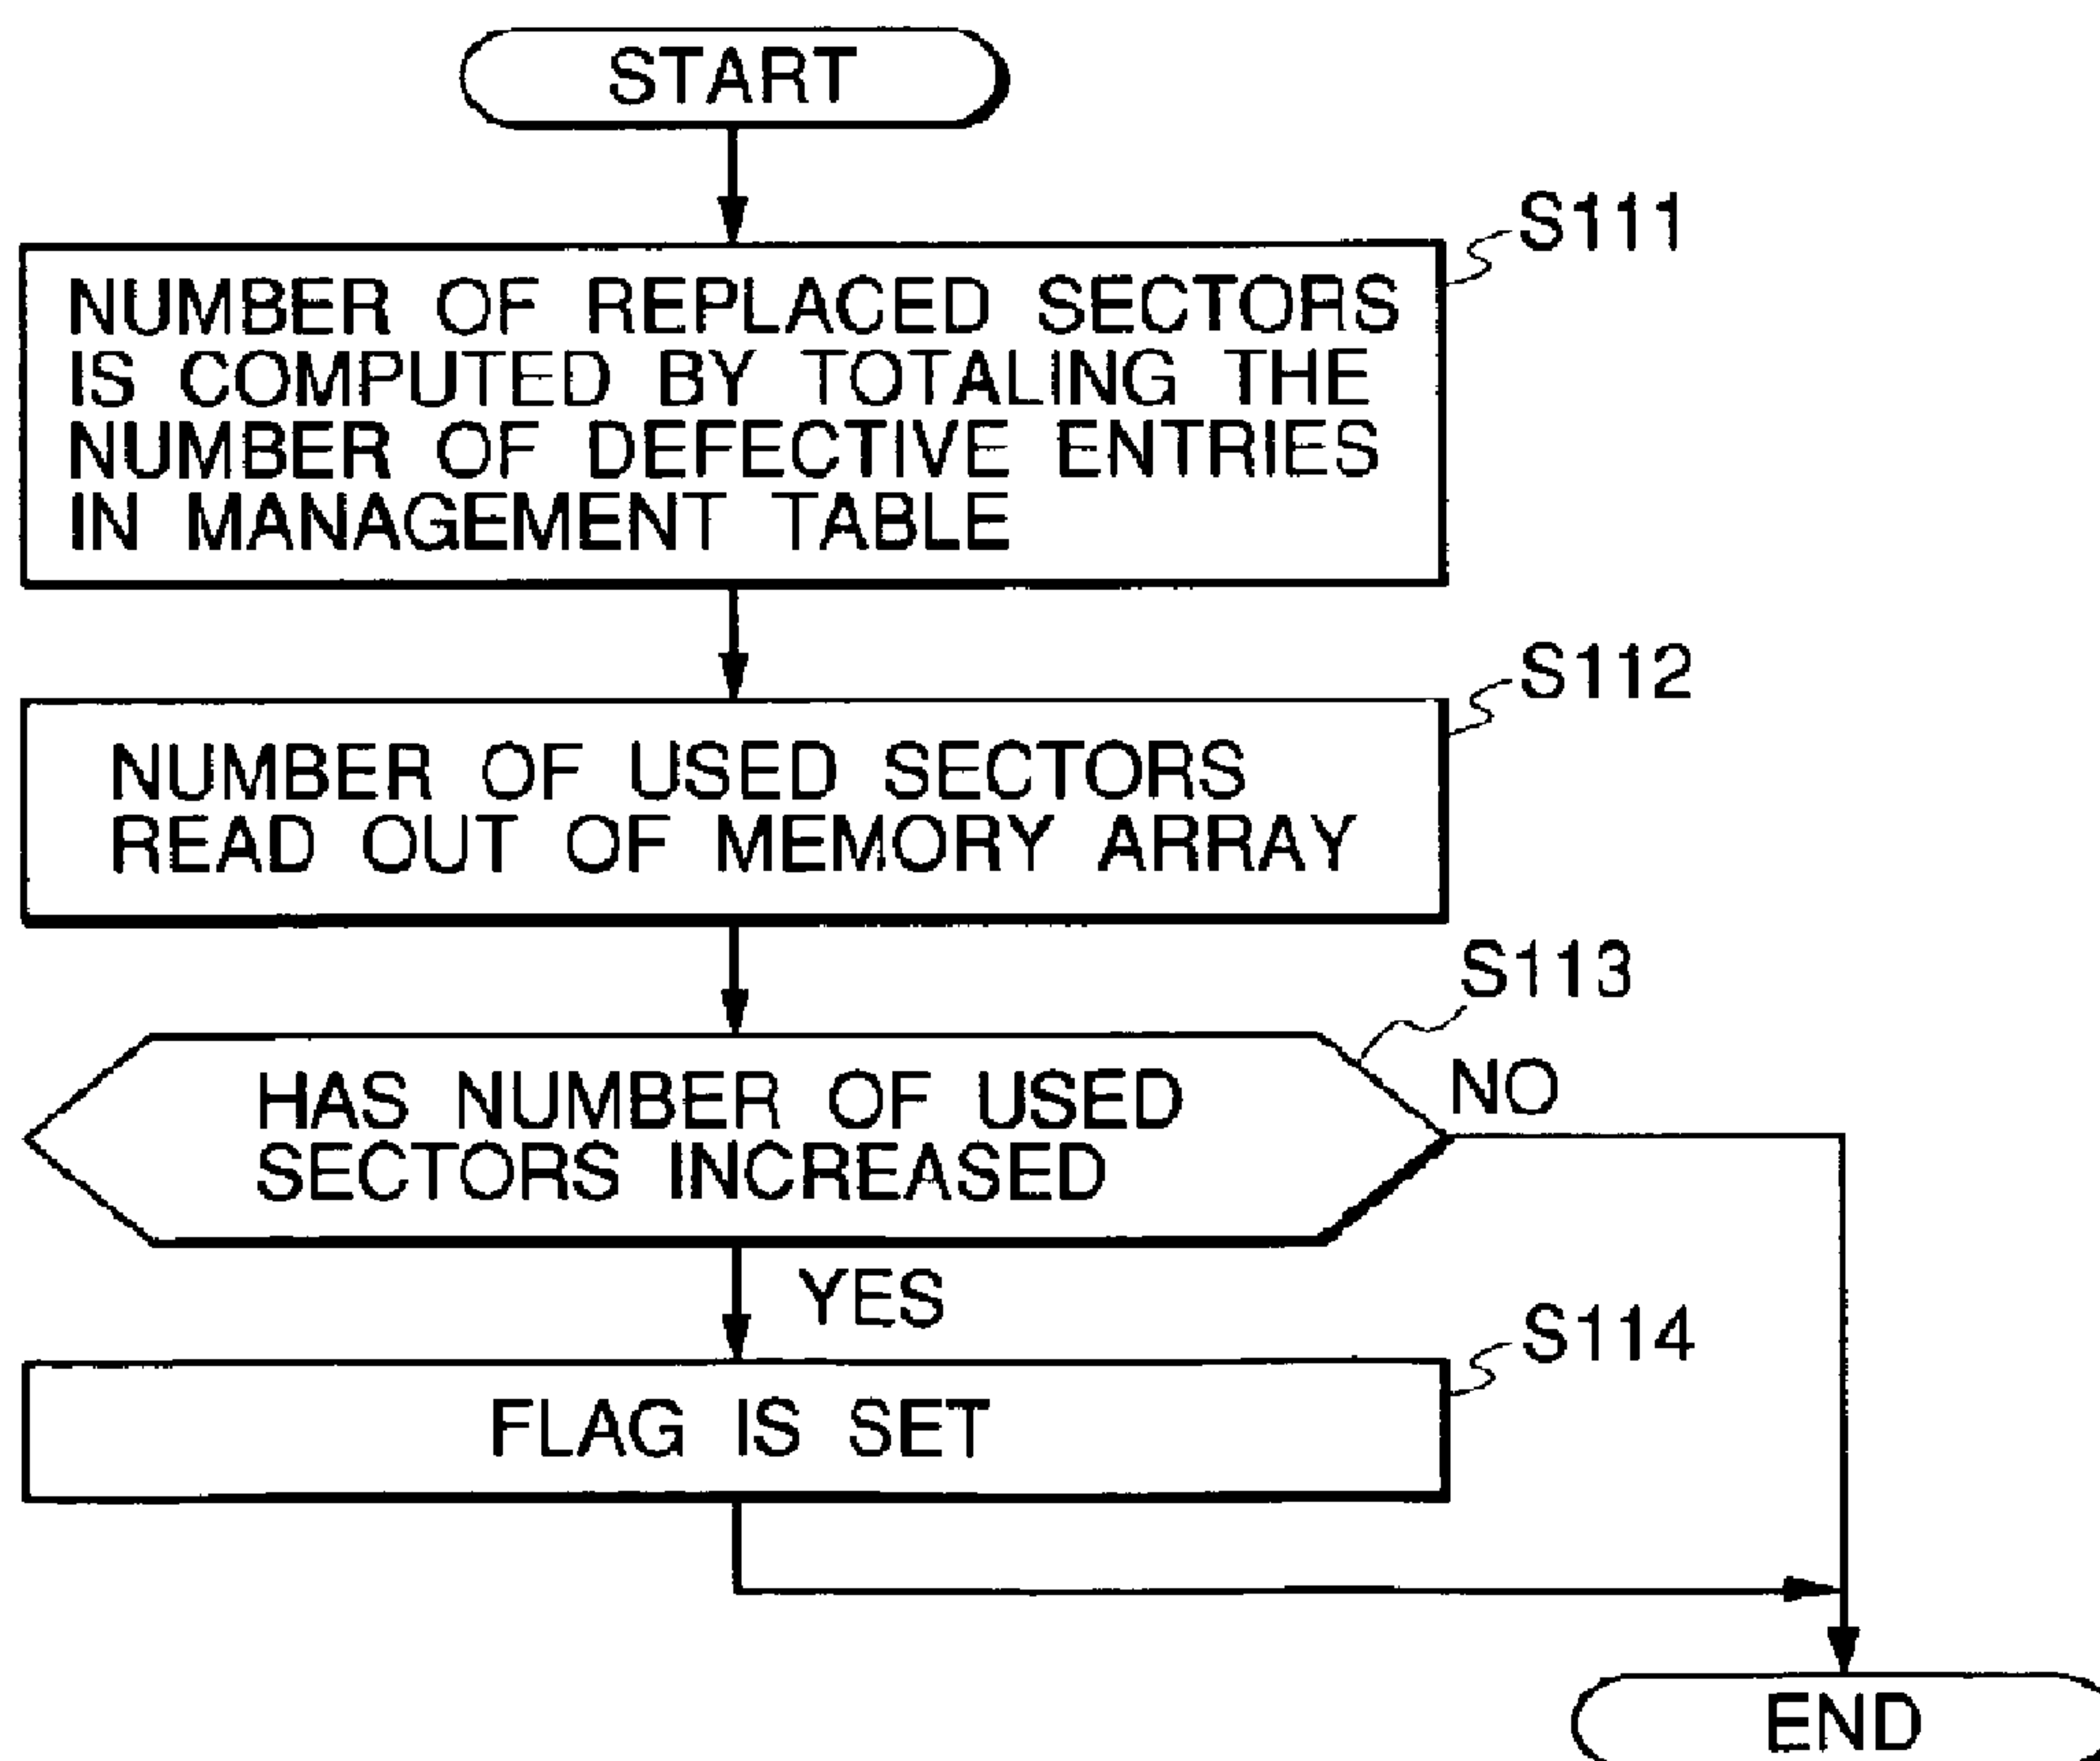 START
S111
NUMBER OF REPLACED SECTORS
IS COMPUTED BY TOTALING THE
NUMBER OF DEFECTIVE ENTRIES
IN MANAGEMENT TABLE
S112
NUMBER OF USED SECTORS
READ OUT OF MEMORY ARRAY
S113
HAS NUMBER OF USED
SECTORS INCREASED
NO
YES
S114
FLAG IS SET
END